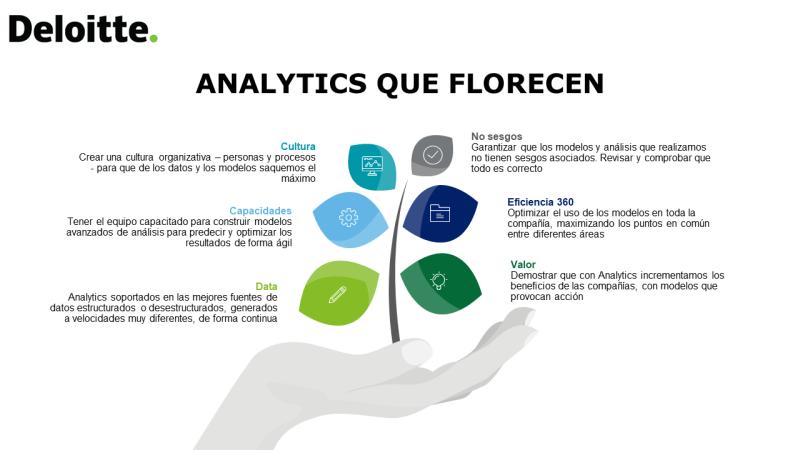 Deloitte.
ANALYTICS QUE FLORECEN
Cultura
Crear una cultura organizativa – personas y procesos
- para que de los datos y los modelos saquemos el
máximo
No sesgos
Garantizar que los modelos y análisis que realizamos
no tienen sesgos asociados. Revisar y comprobar que
todo es correcto
Capacidades
Tener el equipo capacitado para construir modelos
avanzados de análisis para predecir y optimizar los
resultados de forma ágil
Eficiencia 360
Optimizar el uso de los modelos en toda la
compañía, maximizando los puntos en común
entre diferentes áreas
Data
Analytics soportados en las mejores fuentes de
datos estructurados o desestructurados, generados
a velocidades muy diferentes, de forma continua
Valor
Demostrar que con Analytics incrementamos los
beneficios de las compañías, con modelos que
provocan acción